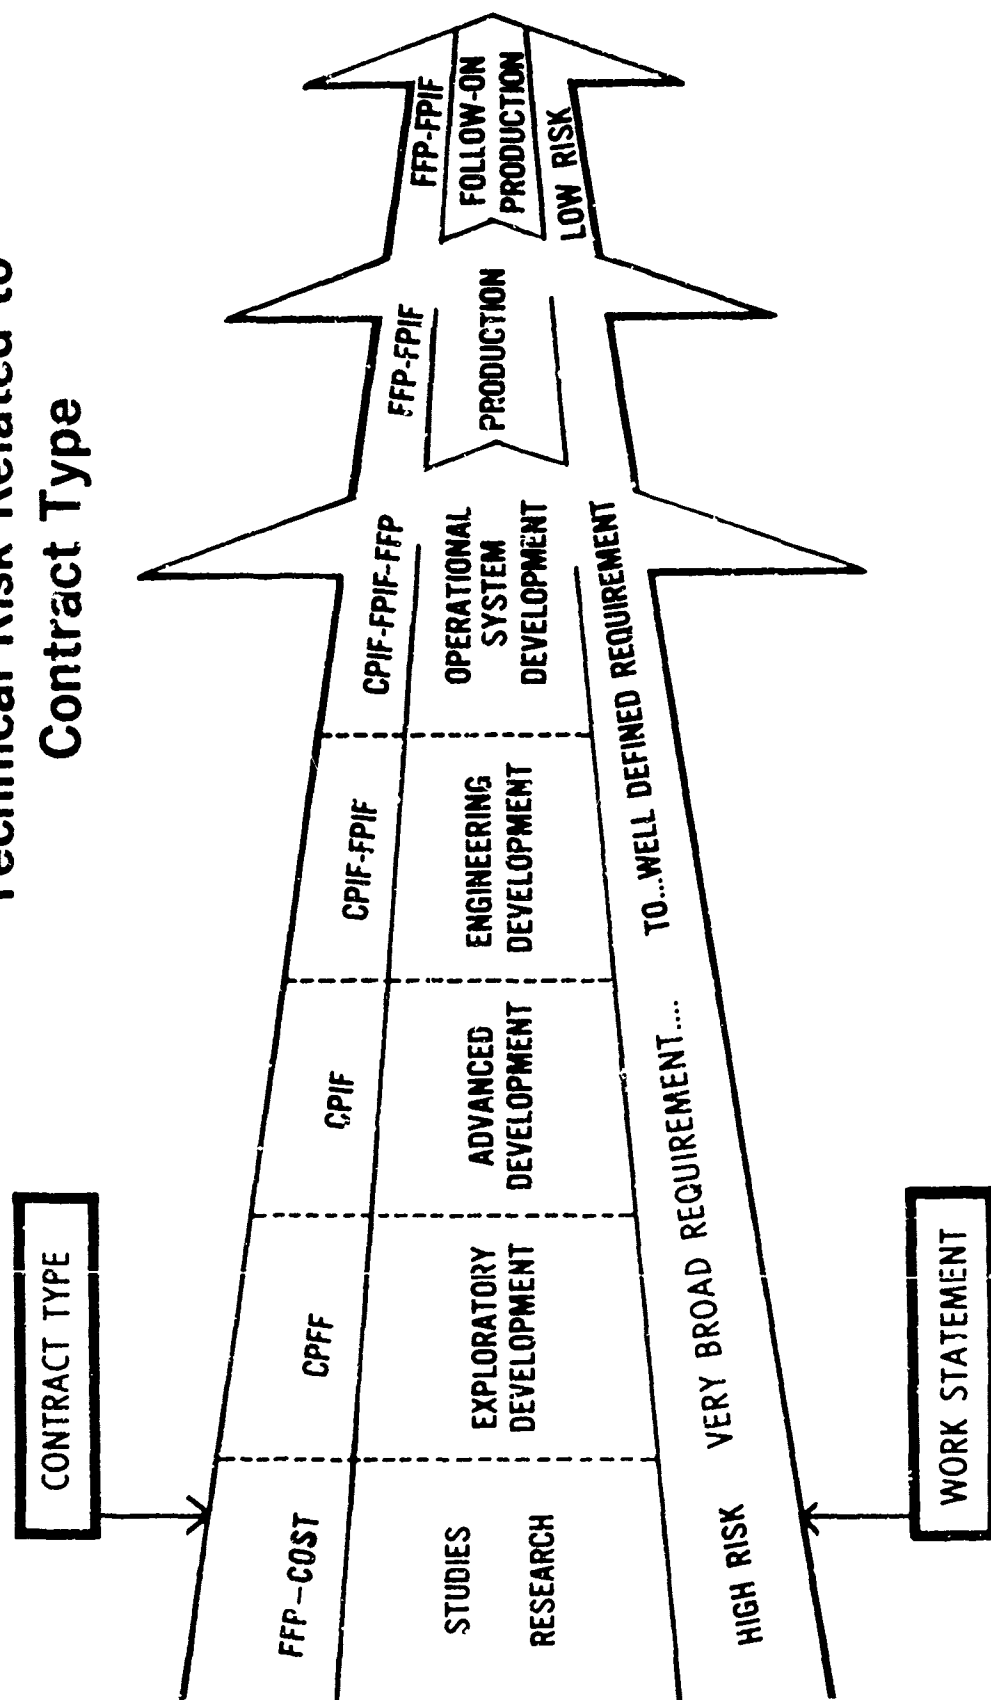 Technical Risk Related to
Contract Type
CONTRACT TYPE
FFP-COST
CPFF
CPIF
CPIF-FPIF
CPIF-FPIF-FFP
FFP-FPIF
FFP-FPIF
STUDIES
RESEARCH
EXPLORATORY
DEVELOPMENT
ADVANCED
DEVELOPMENT
ENGINEERING
DEVELOPMENT
OPERATIONAL
SYSTEM
DEVELOPMENT
PRODUCTION
FOLLOW-ON
PRODUCTION
HIGH RISK
VERY BROAD REQUIREMENT....
TO...WELL DEFINED REQUIREMENT
LOW RISK
WORK STATEMENT